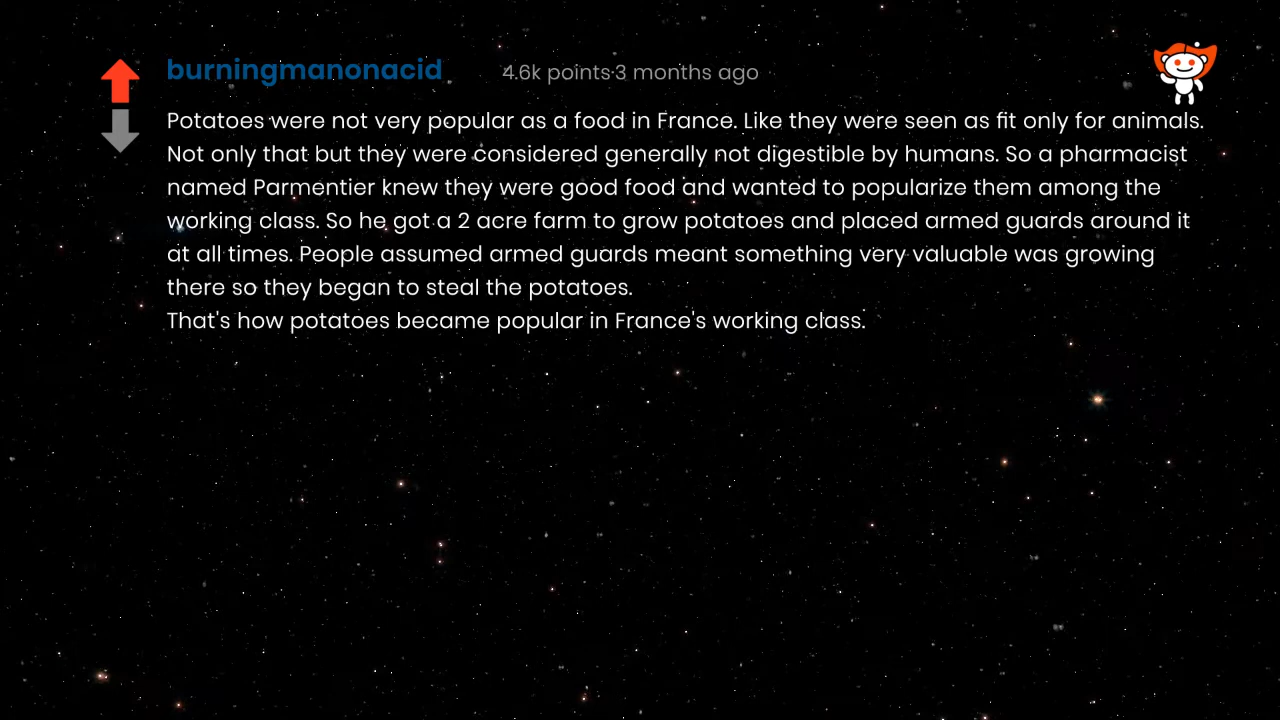 burningmanonacid 4.6k points·3 months ago
Potatoes were not very popular as a food in France. Like they were seen as fit only for animals.
Not only that but they were considered generally not digestible by humans. So a pharmacist
named Parmentier knew they were good food and wanted to popularize them among the
working class. So he got a 2 acre farm to grow potatoes and placed armed guards around it
at all times. People assumed armed guards meant something very valuable was growing
there so they began to steal the potatoes.
That's how potatoes became popular in France's working class.